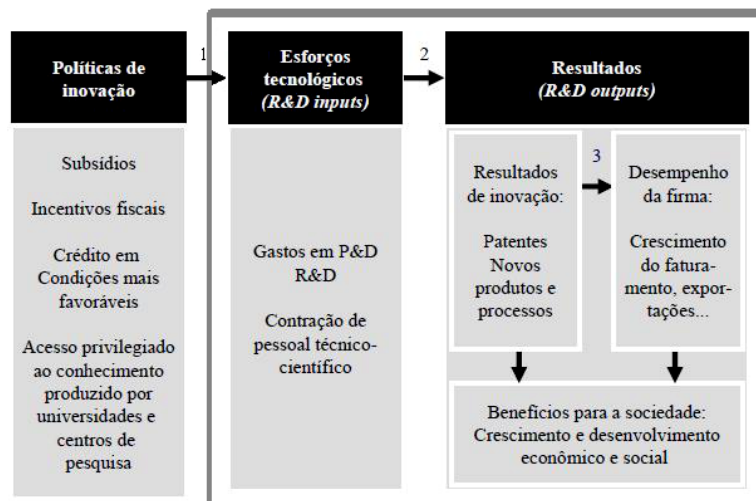 Políticas de
inovação
1
Esforços
tecnológicos
(R&D inputs)
2
Resultados
(R&D outputs)
Subsídios
Incentivos fiscais
Crédito em
Condições mais
favoráveis
Acesso privilegiado
ao conhecimento
produzido por
universidades e
centros de
pesquisa
Gastos em P&D
R&D
Contração de
pessoal técnico-
científico
Resultados
de inovação:
Patentes
Novos
produtos e
processos
3
Desempenho
da firma:
Crescimento
do fatura-
mento, expor-
tações...
Benefícios para a sociedade:
Crescimento e desenvolvimento
econômico e social